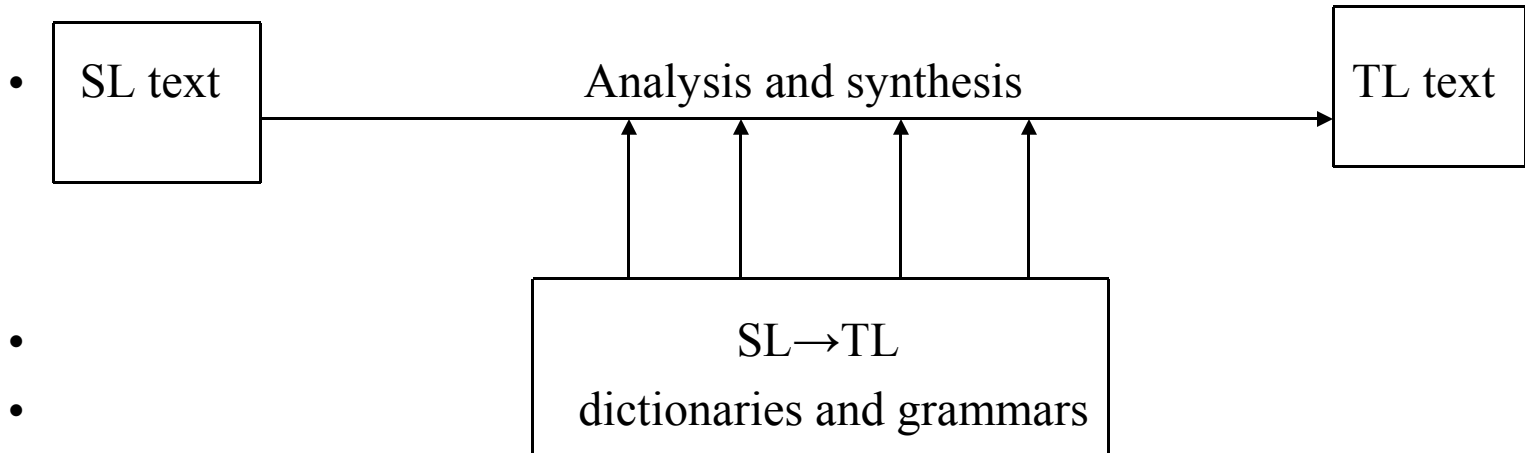 • SL text Analysis and synthesis TL text
• SL→TL
• dictionaries and grammars